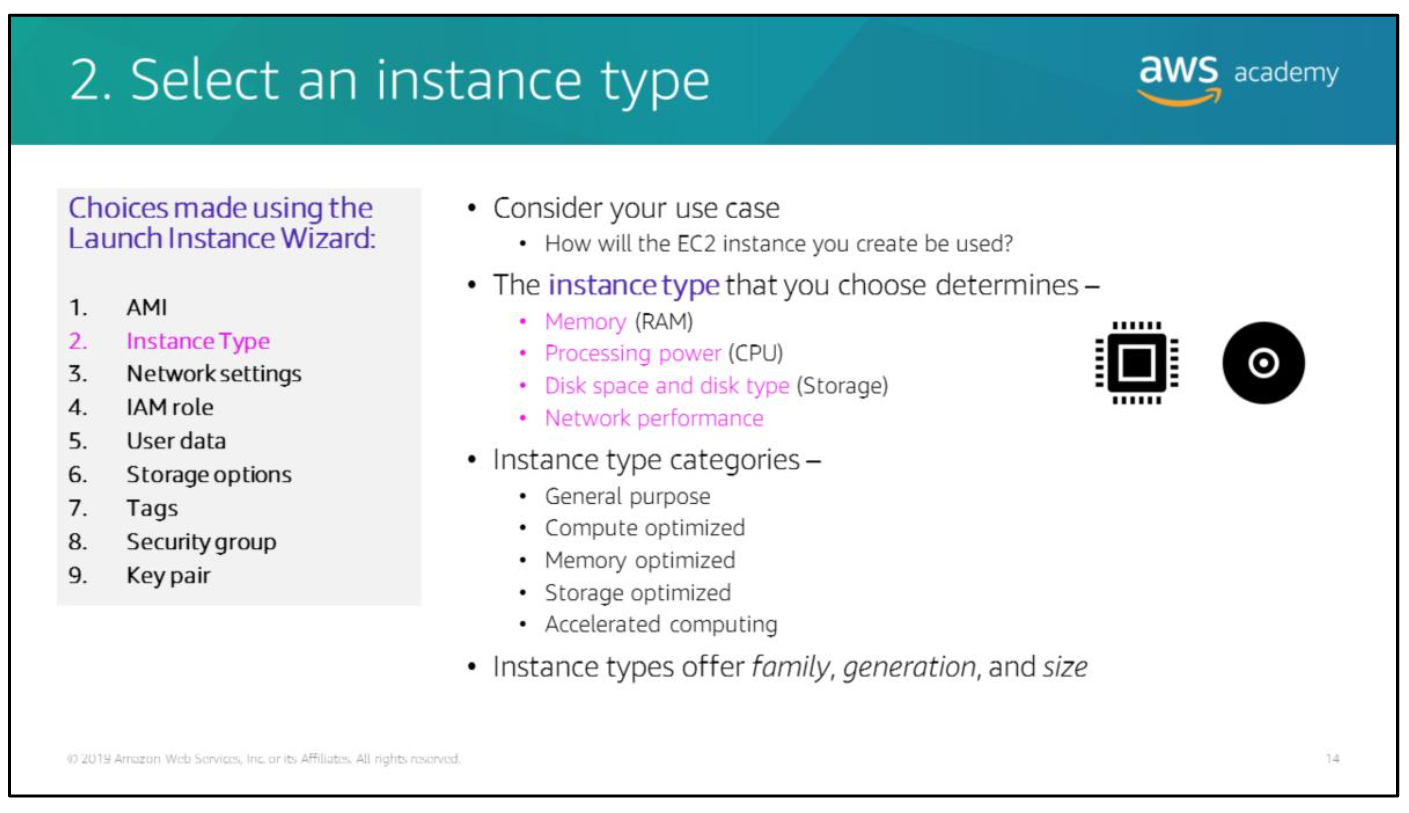 2. Select an instance type
aws academy
Choices made using the
Launch Instance Wizard:
1. AMI
2. Instance Type
3. Network settings
4. IAM role
5. User data
6. Storage options
7. Tags
8. Security group
9. Key pair
• Consider your use case
• How will the EC2 instance you create be used?
• The instance type that you choose determines –
• Memory (RAM)
• Processing power (CPU)
• Disk space and disk type (Storage)
• Network performance
• Instance type categories –
• General purpose
• Compute optimized
• Memory optimized
• Storage optimized
• Accelerated computing
• Instance types offer family, generation, and size
© 2019 Amazon Web Services, Inc. or its Affiliates. All rights reserved.
14